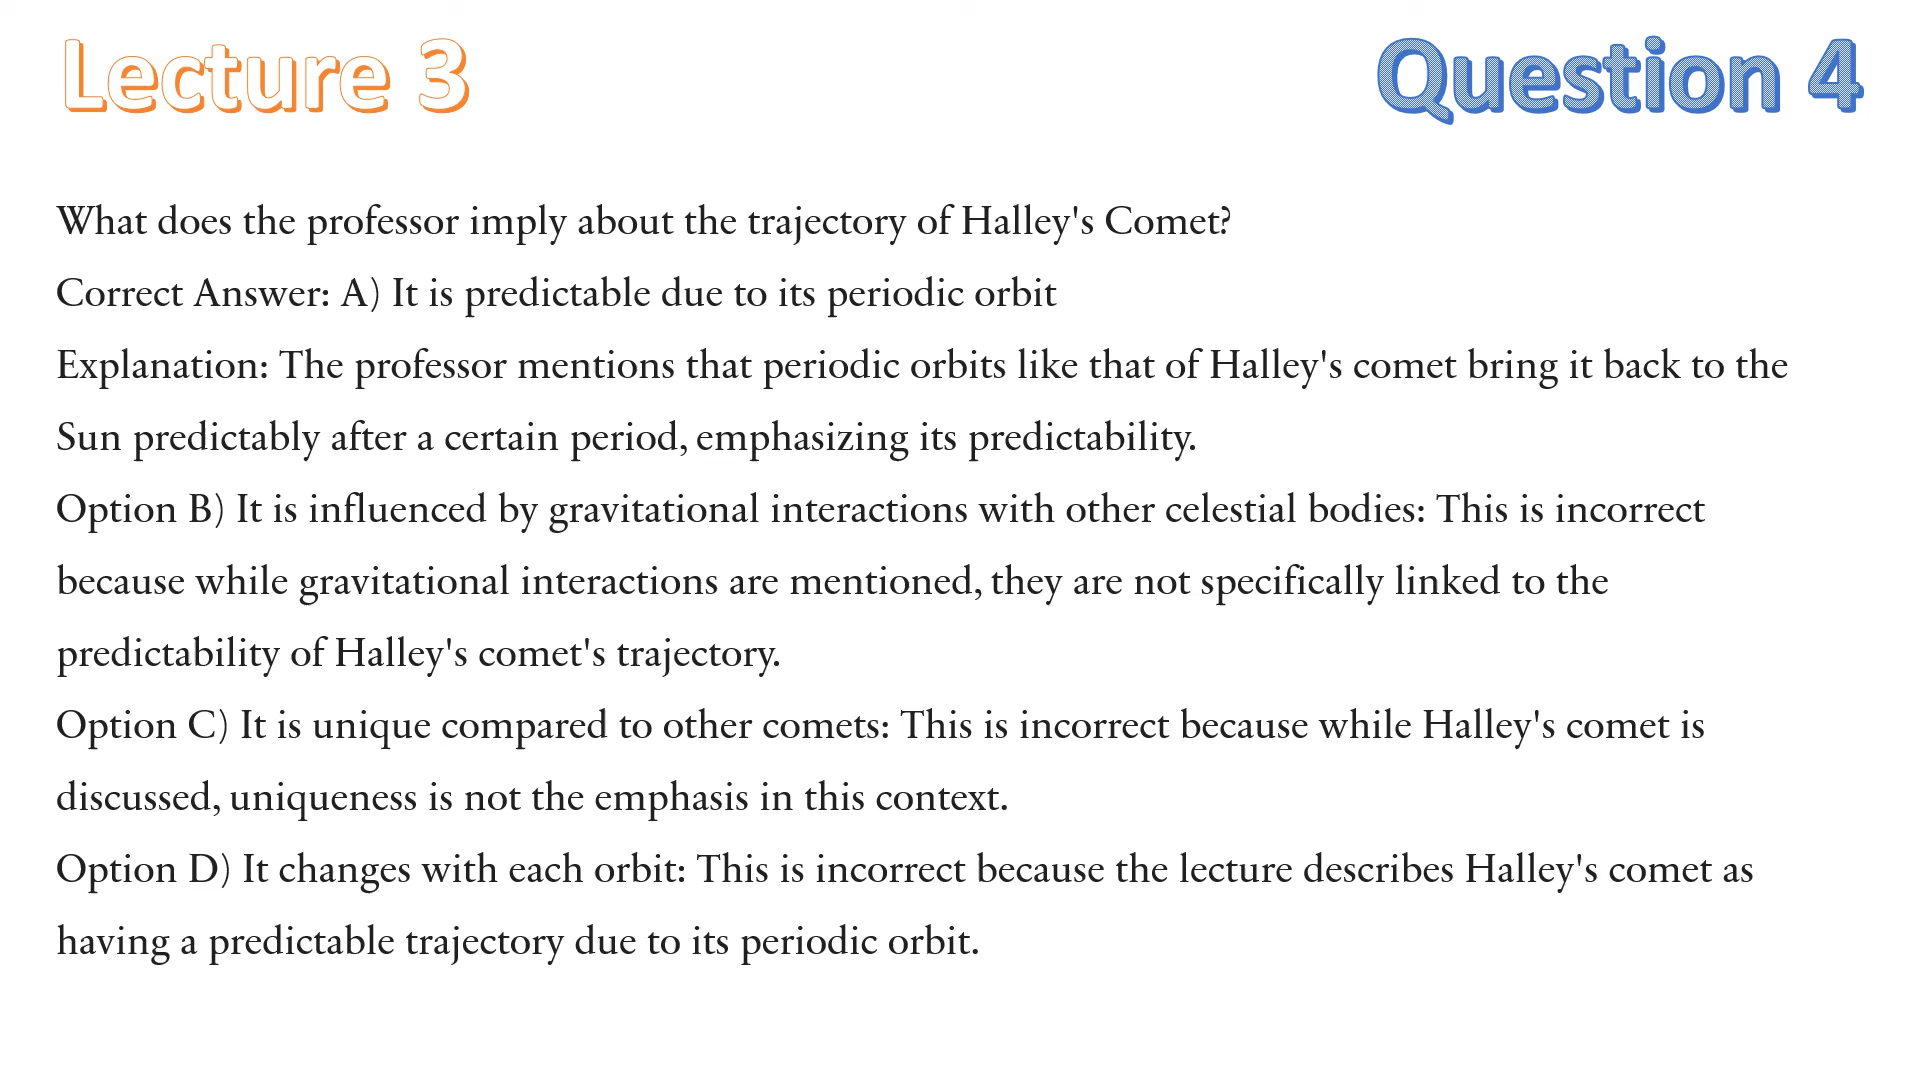 Lecture 3
Question 4
What does the professor imply about the trajectory of Halley's Comet?
Correct Answer: A) It is predictable due to its periodic orbit
Explanation: The professor mentions that periodic orbits like that of Halley's comet bring it back to the
Sun predictably after a certain period, emphasizing its predictability.
Option B) It is influenced by gravitational interactions with other celestial bodies: This is incorrect
because while gravitational interactions are mentioned, they are not specifically linked to the
predictability of Halley's comet's trajectory.
Option C) It is unique compared to other comets: This is incorrect because while Halley's comet is
discussed, uniqueness is not the emphasis in this context.
Option D) It changes with each orbit: This is incorrect because the lecture describes Halley's comet as
having a predictable trajectory due to its periodic orbit.